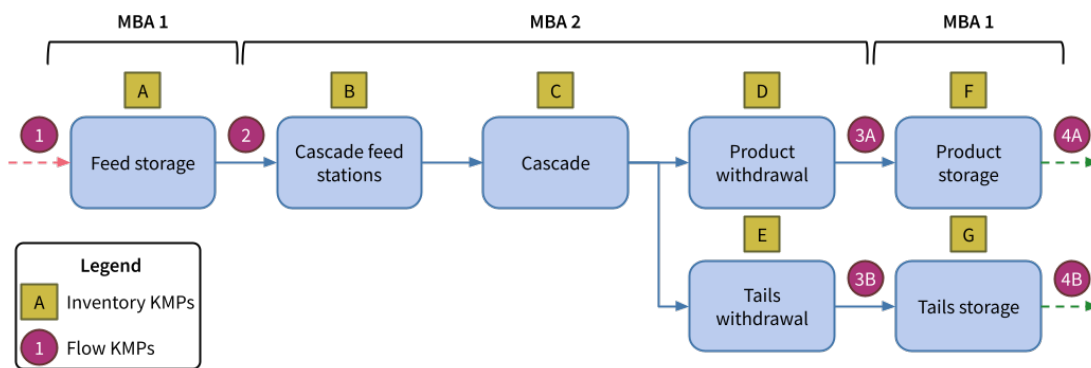 MBA 1
MBA 2
MBA 1
A
B
C
D
F
1
Feed storage
2
Cascade feed
stations
Cascade
Product
withdrawal
3A
Product
storage
4A
E
G
Tails
withdrawal
3B
Tails storage
4B
Legend
A Inventory KMPs
1 Flow KMPs